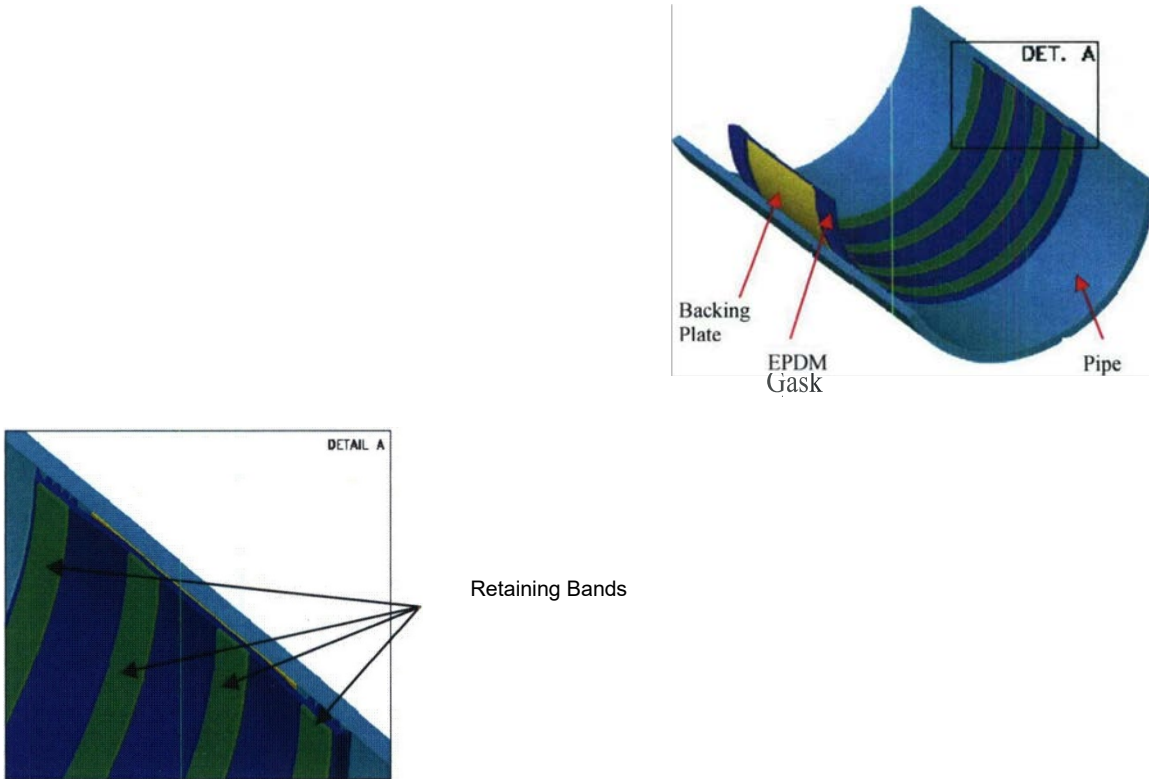 DET. A
Backing
Plate
EPDM
Gask
Pipe
DETAIL A
Retaining Bands